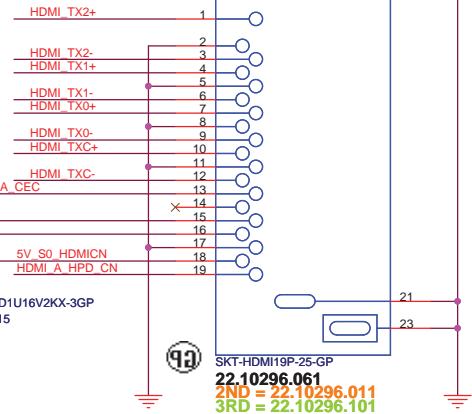 HDMI_TX2+ 1
2
HDMI_TX2- 3
HDMI_TX1+ 4
5
HDMI_TX1- 6
HDMI_TX0+ 7
8
HDMI_TX0- 9
HDMI_TXC+ 10
11
HDMI_TXC- 12
A_CEC 13
14
15
16
17
5V_S0_HDMICN 18
HDMI_A_HPD_CN 19
21
D1U16V2KX-3GP
15
23
GP
SKT-HDMI19P-25-GP
22.10296.061
2ND = 22.10296.011
3RD = 22.10296.101